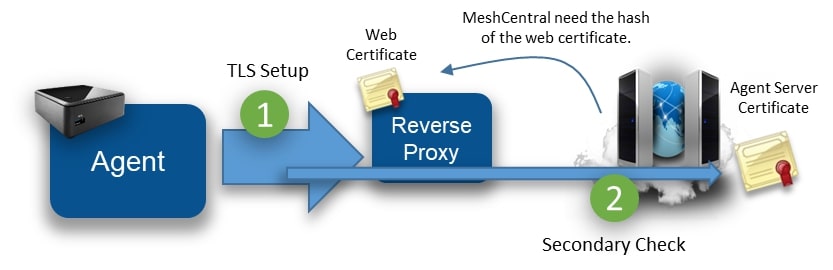 MeshCentral need the hash
of the web certificate.
Web
Certificate
TLS Setup
1
Agent
Reverse
Proxy
Agent Server
Certificate
2
Secondary Check